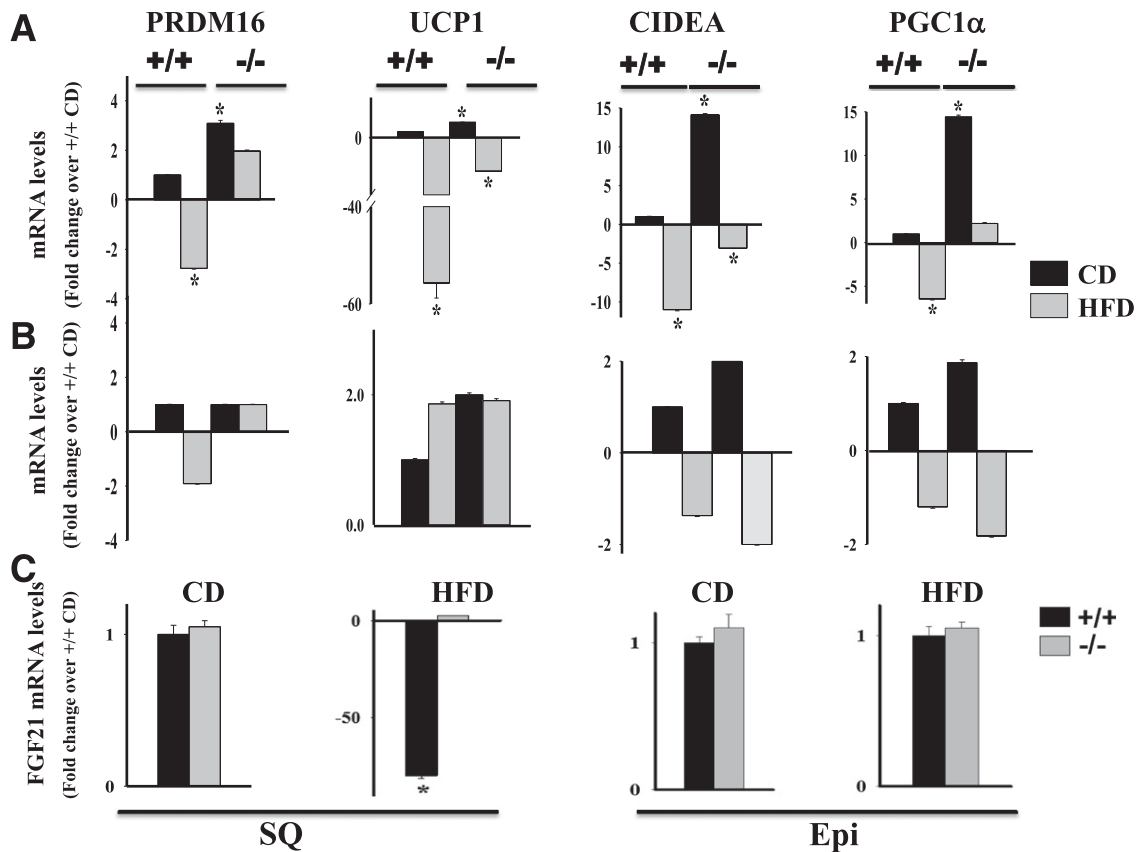 A
PRDM16 UCP1 CIDEA PGC1α
+/+ -/- +/+ -/- +/+ -/- +/+ -/-
mRNA levels
(Fold change over +/+ CD)
4
2
0
-2
-4
* *
0
-40
-60
* * *
15
10
5
0
-5
-10
* * *
15
10
5
0
-5
* *
CD
HFD
B
mRNA levels
(Fold change over +/+ CD)
4
2
0
-2
-4
2.0
0.0
2
0
-2
2
0
-2
C
FGF21 mRNA levels
(Fold change over +/+ CD)
CD HFD CD HFD
1
0
0
-50
*
1
0
1
0
+/+
-/-
SQ Epi